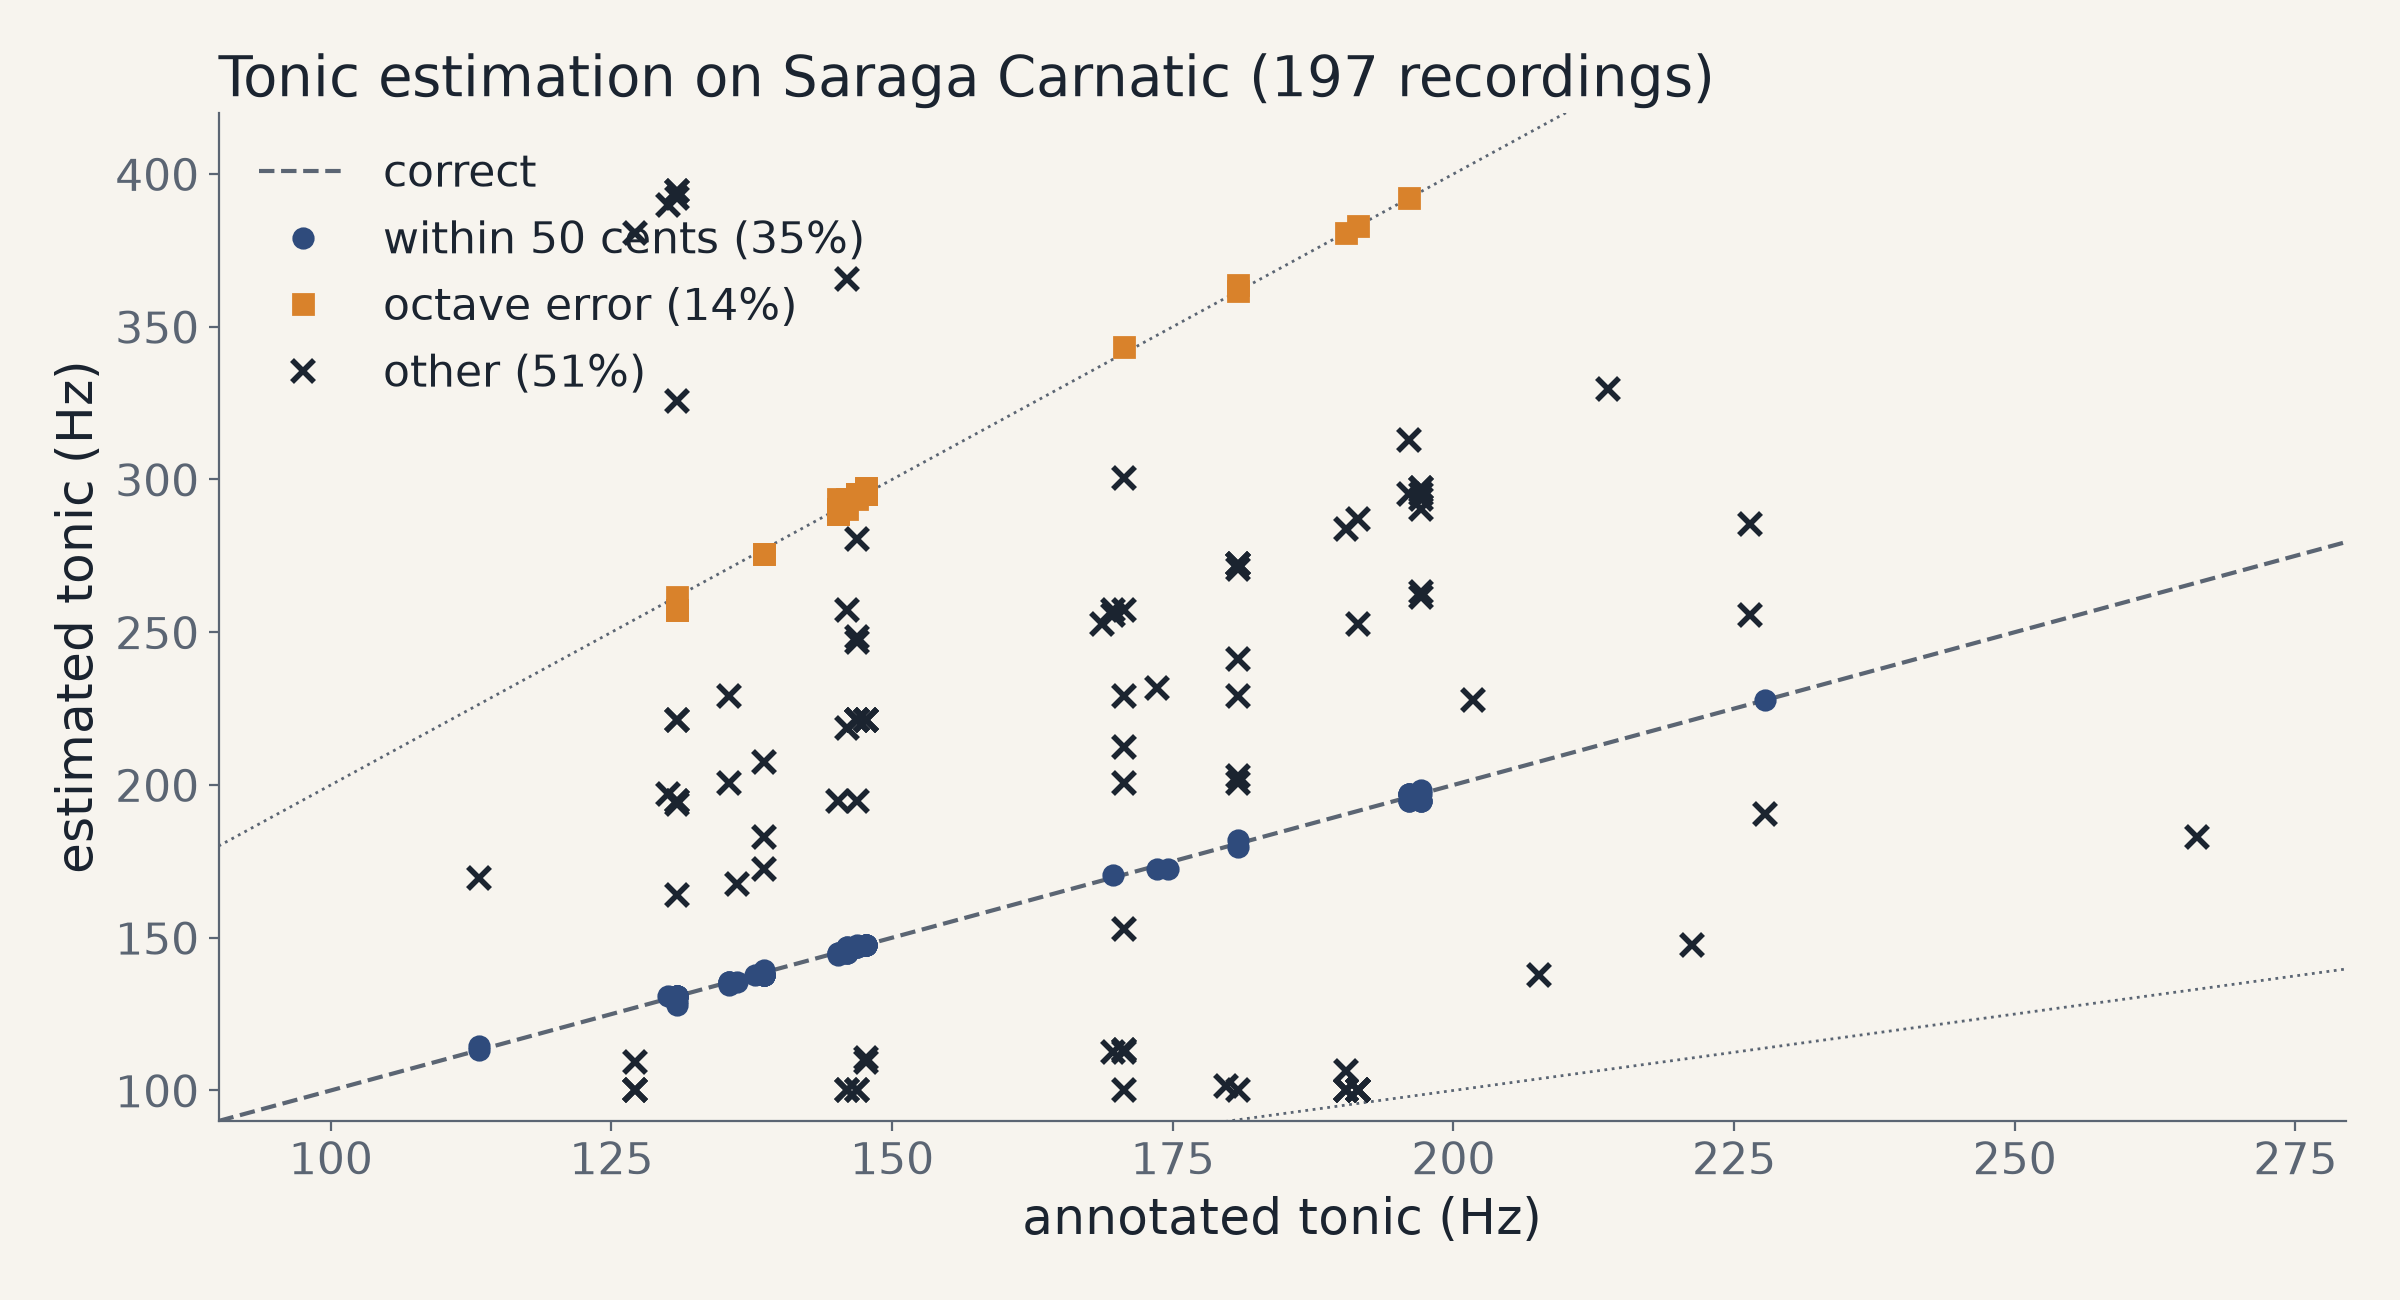 Tonic estimation on Saraga Carnatic (197 recordings)
correct
within 50 cents (35%)
octave error (14%)
other (51%)
estimated tonic (Hz)
400
350
300
250
200
150
100
100 125 150 175 200 225 250 275
annotated tonic (Hz)